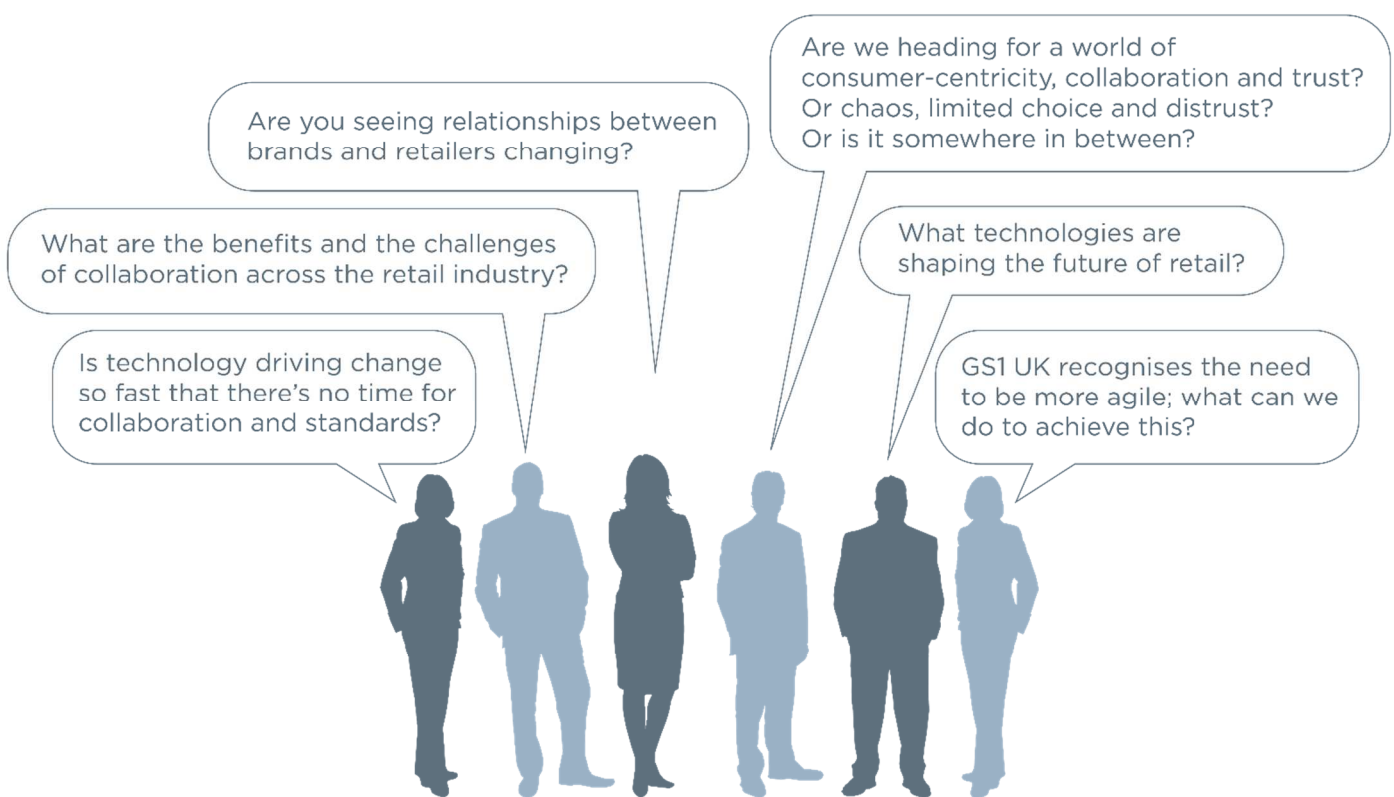 Are we heading for a world of
consumer-centricity, collaboration and trust?
Or chaos, limited choice and distrust?
Or is it somewhere in between?
Are you seeing relationships between
brands and retailers changing?
What are the benefits and the challenges
of collaboration across the retail industry?
What technologies are
shaping the future of retail?
Is technology driving change
so fast that there's no time for
collaboration and standards?
GS1 UK recognises the need
to be more agile; what can we
do to achieve this?